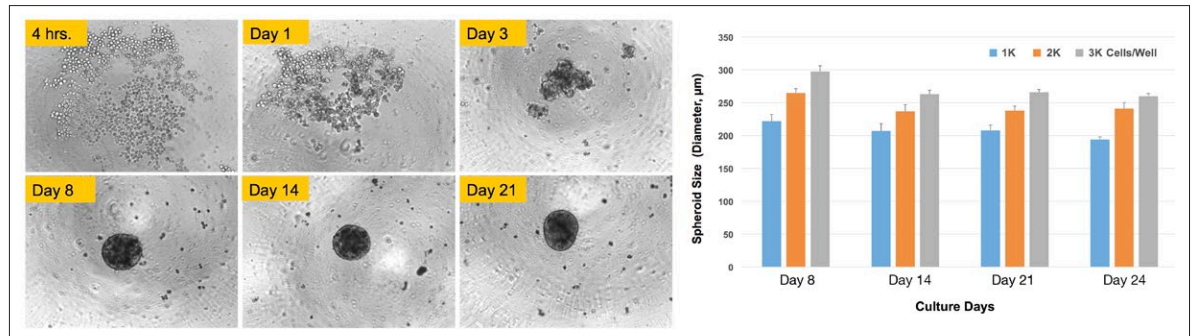 4 hrs.
Day 1
Day 3
Day 8
Day 14
Day 21
350
300
250
200
150
100
50
0
Spheroid Size (Diameter, µm)
1K 2K 3K Cells/Well
Day 8 Day 14 Day 21 Day 24
Culture Days